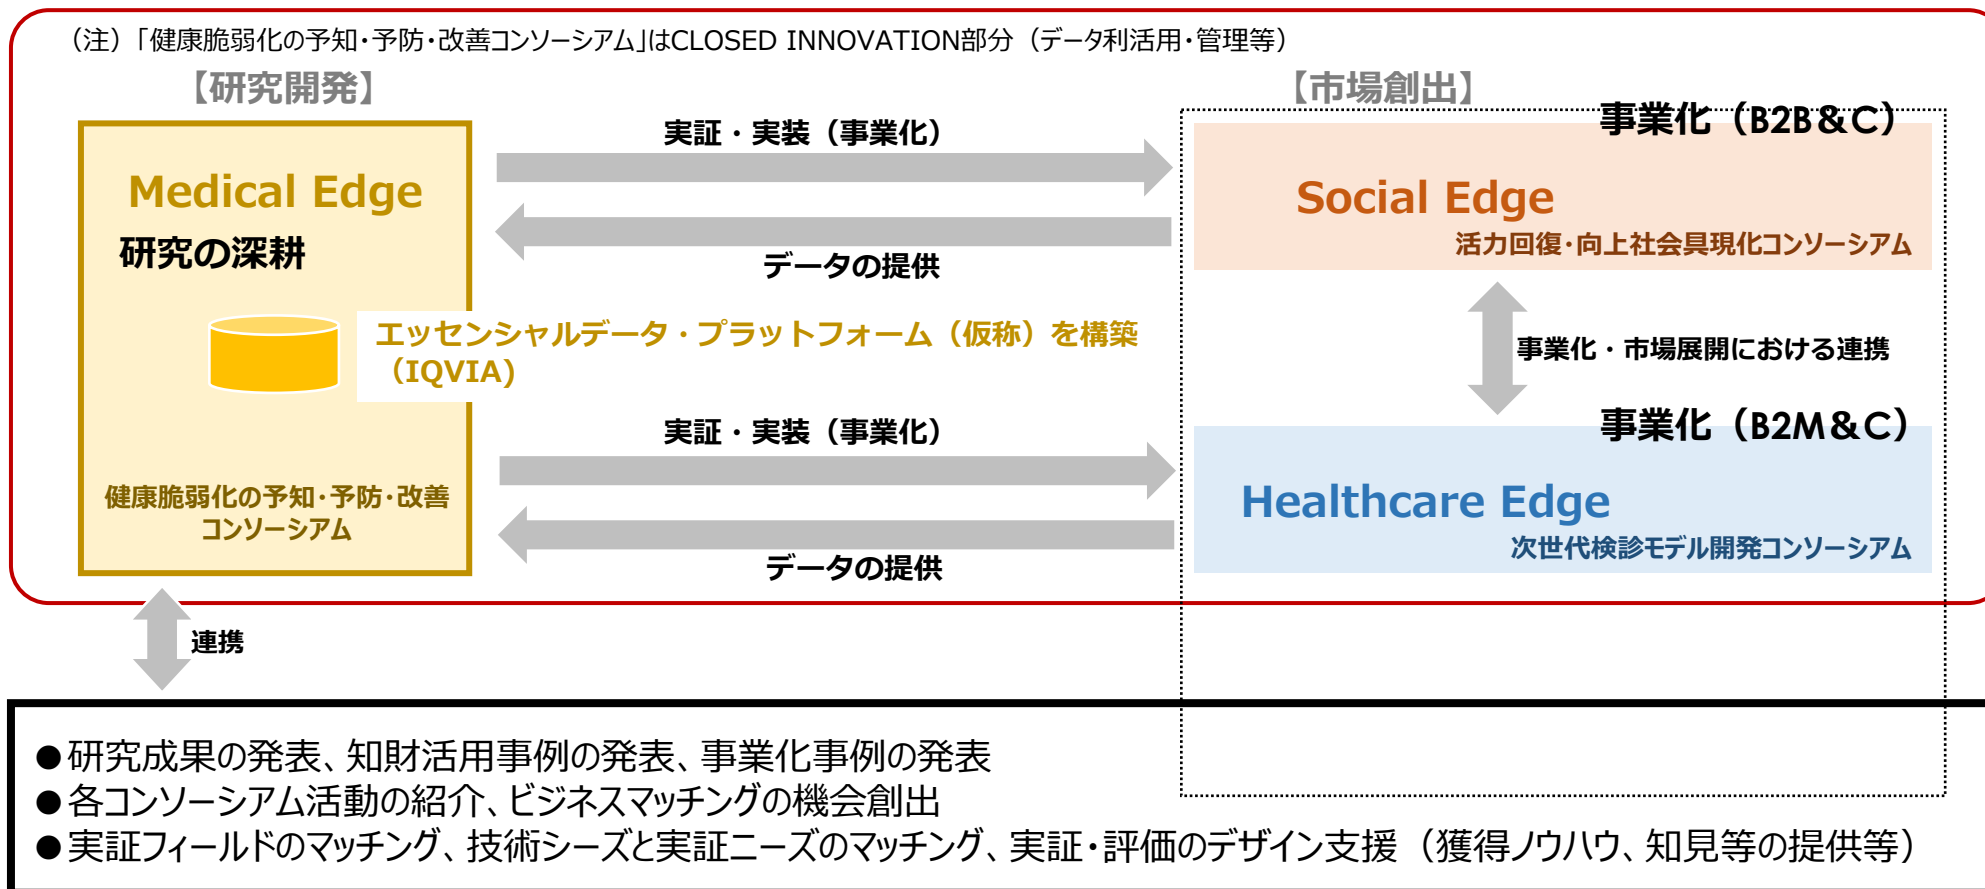 （注）「健康脆弱化の予知・予防・改善コンソーシアム」はCLOSED INNOVATION部分（データ利活用・管理等）
【研究開発】
【市場創出】
Medical Edge
研究の深耕
エッセンシャルデータ・プラットフォーム（仮称）を構築
（IQVIA)
健康脆弱化の予知・予防・改善
コンソーシアム
実証・実装（事業化）
データの提供
実証・実装（事業化）
データの提供
事業化（B2B＆C）
Social Edge
活力回復・向上社会具現化コンソーシアム
事業化・市場展開における連携
事業化（B2M＆C）
Healthcare Edge
次世代検診モデル開発コンソーシアム
連携
●研究成果の発表、知財活用事例の発表、事業化事例の発表
●各コンソーシアム活動の紹介、ビジネスマッチングの機会創出
●実証フィールドのマッチング、技術シーズと実証ニーズのマッチング、実証・評価のデザイン支援（獲得ノウハウ、知見等の提供等）